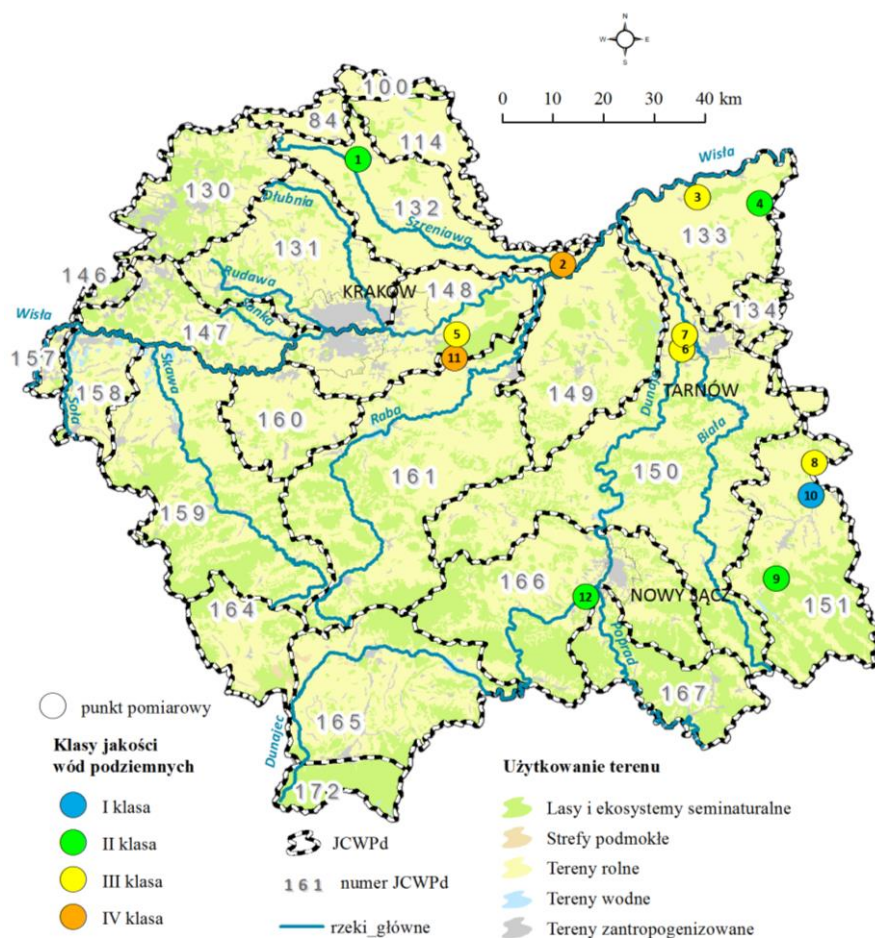 N
W E
S
0 10 20 30 40 km
100
84
114
1
Wisła
130
132
3
4
Dłubnia
133
131
Szreniawa
2
146
Rudawa
148
134
Sanka
KRAKÓW
Wisła
147
5
7
157
11
6
158
Skawa
149
Dunajec
TARNÓW
Soła
160
Raba
Biała
161
150
8
10
159
9
166
12
NOWY SĄCZ
151
164
Poprad
167
165
Dunajec
172
punkt pomiarowy
Klasy jakości
wód podziemnych
I klasa
II klasa
III klasa
IV klasa
JCWPd
161 numer JCWPd
rzeki_główne
Użytkowanie terenu
Lasy i ekosystemy seminaturalne
Strefy podmokłe
Tereny rolne
Tereny wodne
Tereny zantropogenizowane